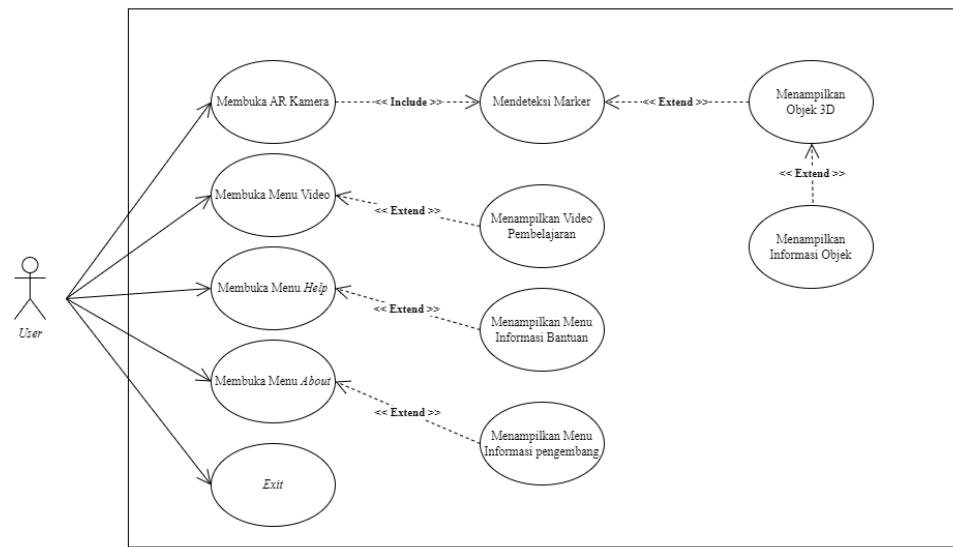 Membuka AR Kamera
<< Include >>
Mendeteksi Marker
<< Extend >>
Menampilkan
Objek 3D
<< Extend >>
Menampilkan
Informasi Objek
Membuka Menu Video
<< Extend >>
Menampilkan Video
Pembelajaran
User
Membuka Menu Help
<< Extend >>
Menampilkan Menu
Informasi Bantuan
Membuka Menu About
<< Extend >>
Menampilkan Menu
Informasi pengembang
Exit